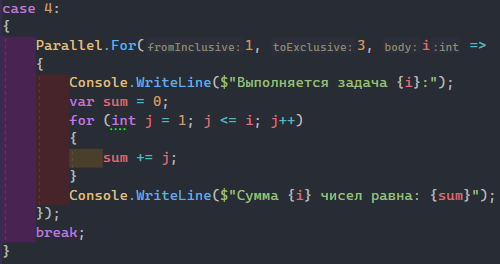 case 4:
{
Parallel.For(fromInclusive:1, toExclusive:3, body:i:int =>
{
Console.WriteLine($"Выполняется задача {i}:");
var sum = 0;
for (int j = 1; j <= i; j++)
{
sum += j;
}
Console.WriteLine($"Сумма {i} чисел равна: {sum}");
});
break;
}